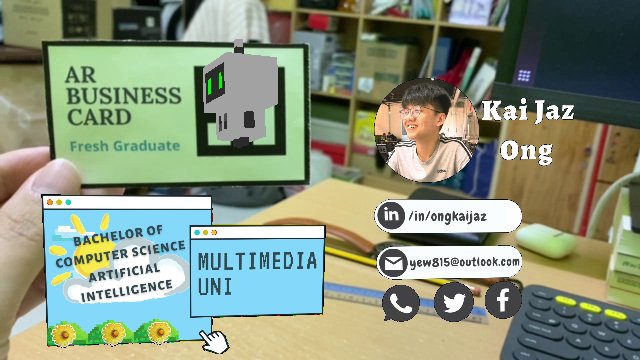 AR
BUSINESS
CARD
Fresh Graduate
Kai Jaz
Ong
in /in/ongkaijaz
yew815@outlook.com
BACHELOR OF
COMPUTER SCIENCE
ARTIFICIAL
INTELLIGENCE
MULTIMEDIA
UNI